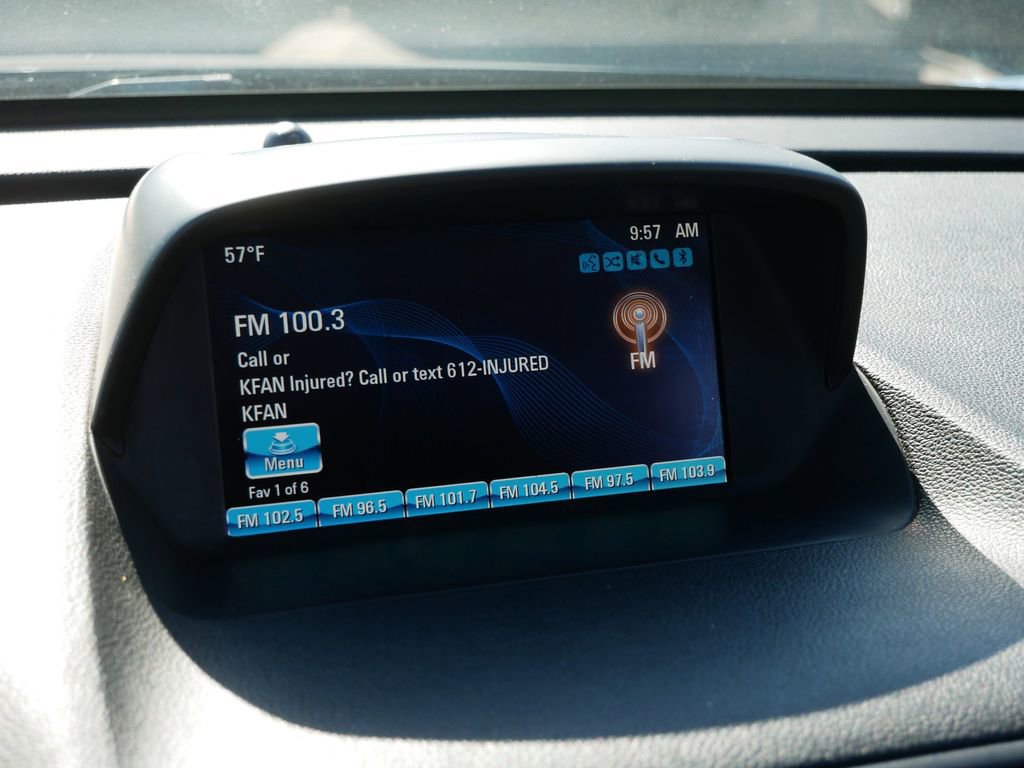 57°F
9:57 AM
FM 100.3
FM
Call or
KFAN Injured? Call or text 612-INJURED
KFAN
Menu
Fav 1 of 6
FM 102.5
FM 96.5
FM 101.7
FM 104.5
FM 97.5
FM 103.9